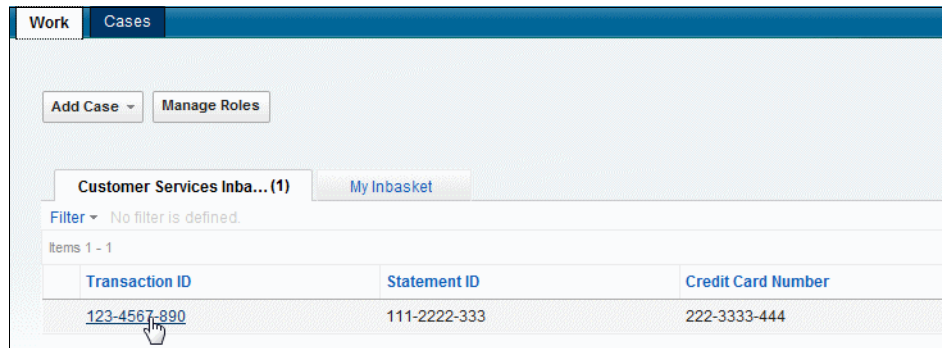 Work Cases
Add Case Manage Roles
Customer Services Inba... (1) My Inbasket
Filter No filter is defined.
Items 1 - 1
Transaction ID Statement ID Credit Card Number
123-4567-890 111-2222-333 222-3333-444